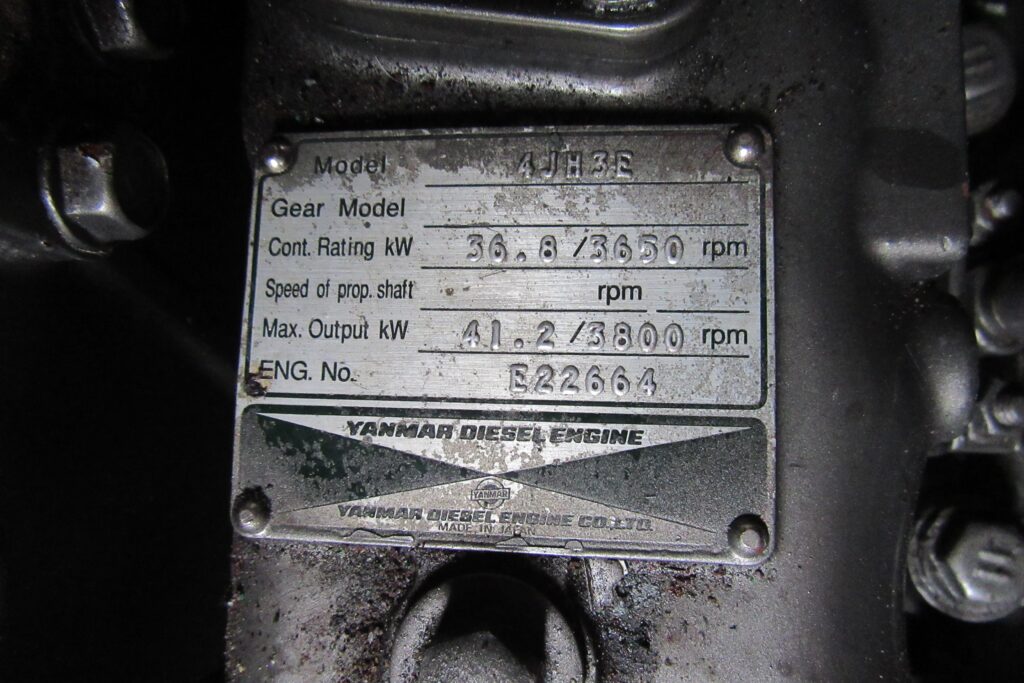 Model 4JH3E
Gear Model
Cont. Rating kW 36.8/3650 rpm
Speed of prop. shaft rpm
Max. Output kW 41.2/3800 rpm
ENG. No. E22664
YANMAR DIESEL ENGINE
YANMAR
YANMAR DIESEL ENGINE CO.,LTD.
MADE IN